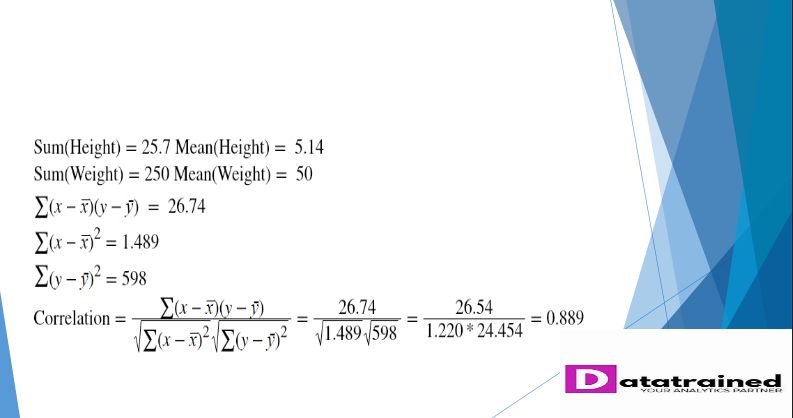 Sum(Height) = 25.7 Mean(Height) = 5.14
Sum(Weight) = 250 Mean(Weight) = 50
∑(x – x̄)(y – ȳ) = 26.74
∑(x – x̄)² = 1.489
∑(y – ȳ)² = 598
Correlation = ∑(x – x̄)(y – ȳ) / √∑(x – x̄)² √∑(y – ȳ)² = 26.74 / √1.489 √598 = 26.54 / 1.220 * 24.454 = 0.889
Datatrained
YOUR ANALYTICS PARTNER